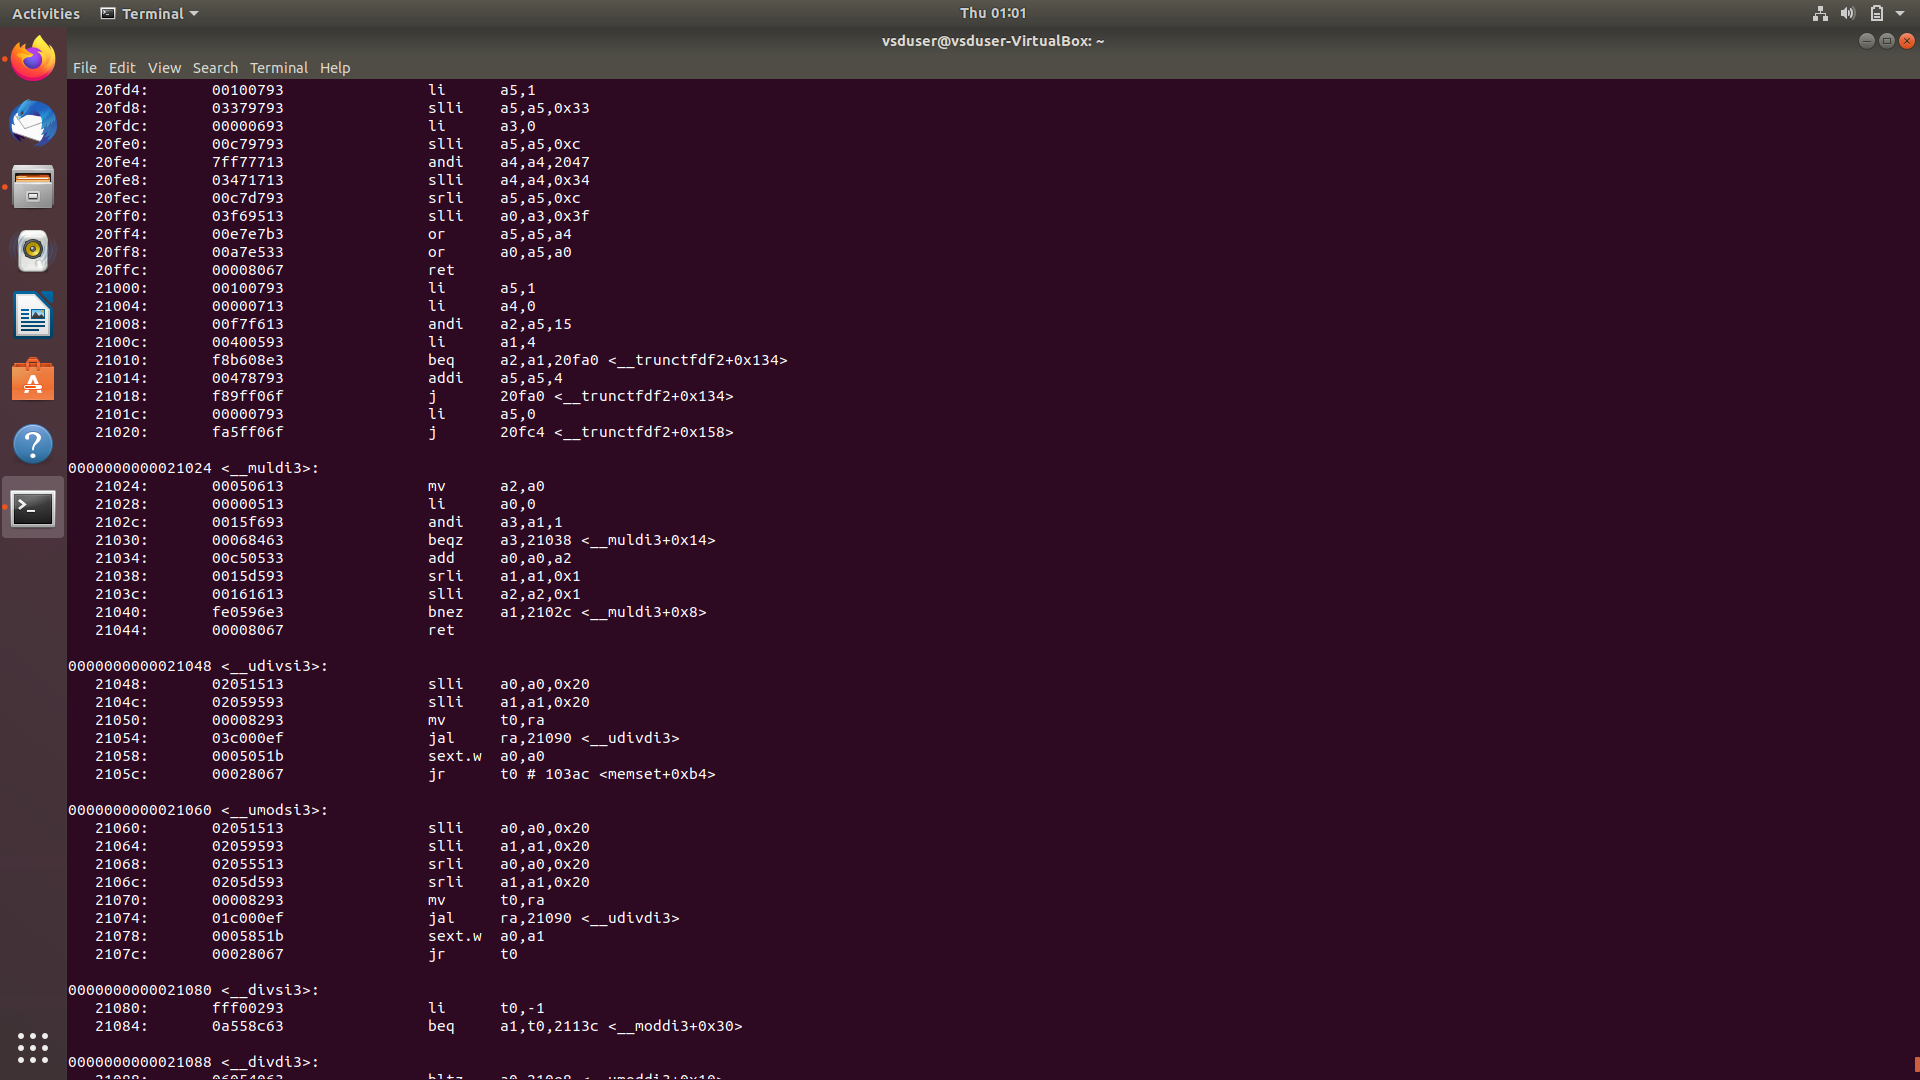 Activities Terminal Thu 01:01
vsduser@vsduser-VirtualBox: ~
File Edit View Search Terminal Help
20fd4: 00100793 li a5,1
20fd8: 03379793 slli a5,a5,0x33
20fdc: 00000693 li a3,0
20fe0: 00c79793 slli a5,a5,0xc
20fe4: 7ff77713 andi a4,a4,2047
20fe8: 03471713 slli a4,a4,0x34
20fec: 00c7d793 srli a5,a5,0xc
20ff0: 03f69513 slli a0,a3,0x3f
20ff4: 00e7e7b3 or a5,a5,a4
20ff8: 00a7e533 or a0,a5,a0
20ffc: 00008067 ret
21000: 00100793 li a5,1
21004: 00000713 li a4,0
21008: 00f7f613 andi a2,a5,15
2100c: 00400593 li a1,4
21010: f8b608e3 beq a2,a1,20fa0 <__trunctfdf2+0x134>
21014: 00478793 addi a5,a5,4
21018: f89ff06f j 20fa0 <__trunctfdf2+0x134>
2101c: 00000793 li a5,0
21020: fa5ff06f j 20fc4 <__trunctfdf2+0x158>
0000000000021024 <__muldi3>:
21024: 00050613 mv a2,a0
21028: 00000513 li a0,0
2102c: 0015f693 andi a3,a1,1
21030: 00068463 beqz a3,21038 <__muldi3+0x14>
21034: 00c50533 add a0,a0,a2
21038: 0015d593 srli a1,a1,0x1
2103c: 00161613 slli a2,a2,0x1
21040: fe0596e3 bnez a1,2102c <__muldi3+0x8>
21044: 00008067 ret
0000000000021048 <__udivsi3>:
21048: 02051513 slli a0,a0,0x20
2104c: 02059593 slli a1,a1,0x20
21050: 00008293 mv t0,ra
21054: 03c000ef jal ra,21090 <__udivdi3>
21058: 0005051b sext.w a0,a0
2105c: 00028067 jr t0 # 103ac <memset+0xb4>
0000000000021060 <__umodsi3>:
21060: 02051513 slli a0,a0,0x20
21064: 02059593 slli a1,a1,0x20
21068: 02055513 srli a0,a0,0x20
2106c: 0205d593 srli a1,a1,0x20
21070: 00008293 mv t0,ra
21074: 01c000ef jal ra,21090 <__udivdi3>
21078: 0005851b sext.w a0,a1
2107c: 00028067 jr t0
0000000000021080 <__divsi3>:
21080: fff00293 li t0,-1
21084: 0a558c63 beq a1,t0,2113c <__moddi3+0x30>
0000000000021088 <__divdi3>:
21088: 06054063 bltz a0,210e8 <__umoddi3+0x10>